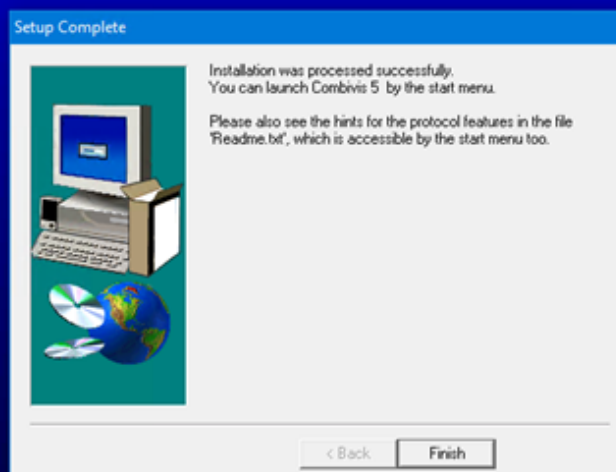 Setup Complete
Installation was processed successfully.
You can launch Combivis 5 by the start menu.
Please also see the hints for the protocol features in the file
'Readme.txt', which is accessible by the start menu too.
< Back
Finish